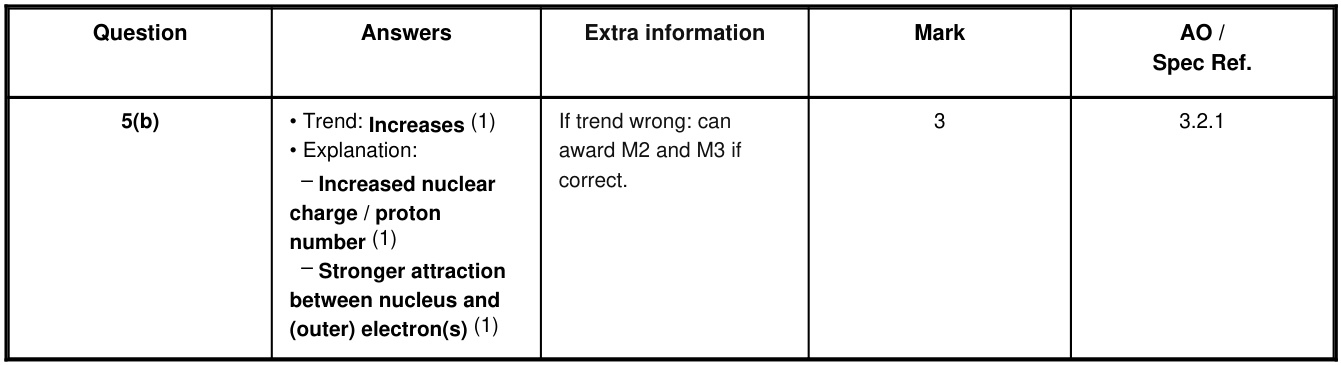 Question
Answers
Extra information
Mark
AO /
Spec Ref.
5(b)
• Trend: Increases (1)
• Explanation:
– Increased nuclear
charge / proton
number (1)
– Stronger attraction
between nucleus and
(outer) electron(s) (1)
If trend wrong: can
award M2 and M3 if
correct.
3
3.2.1